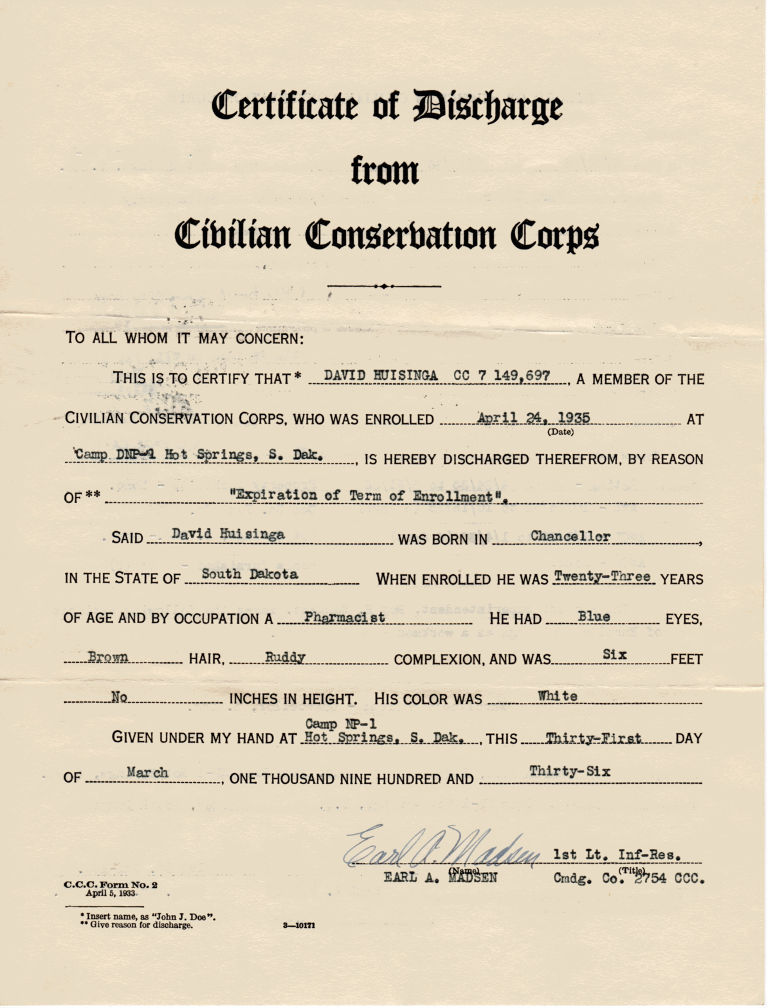 Certificate of Discharge
from
Civilian Conservation Corps
TO ALL WHOM IT MAY CONCERN:
THIS IS TO CERTIFY THAT * DAVID HUISINGA CC 7 149,697, A MEMBER OF THE
CIVILIAN CONSERVATION CORPS, WHO WAS ENROLLED April 24, 1935 AT
(Date)
Camp DNP-1 Hot Springs, S. Dak., IS HEREBY DISCHARGED THEREFROM, BY REASON
OF ** "Expiration of Term of Enrollment".
SAID David Huisinga WAS BORN IN Chancellor,
IN THE STATE OF South Dakota WHEN ENROLLED HE WAS Twenty-Three YEARS
OF AGE AND BY OCCUPATION A Pharmacist HE HAD Blue EYES,
Brown HAIR, Ruddy COMPLEXION, AND WAS Six FEET
No INCHES IN HEIGHT. HIS COLOR WAS White
Camp NP-1
GIVEN UNDER MY HAND AT Hot Springs, S. Dak., THIS Thirty-First DAY
OF March, ONE THOUSAND NINE HUNDRED AND Thirty-Six
Earl A. Madsen 1st Lt. Inf-Res.
(Name) (Title)
EARL A. MADSEN Cmdg. Co. 2754 CCC.
C.C.C. Form No. 2
April 5, 1933
* Insert name, as "John J. Doe".
** Give reason for discharge. 3—10171